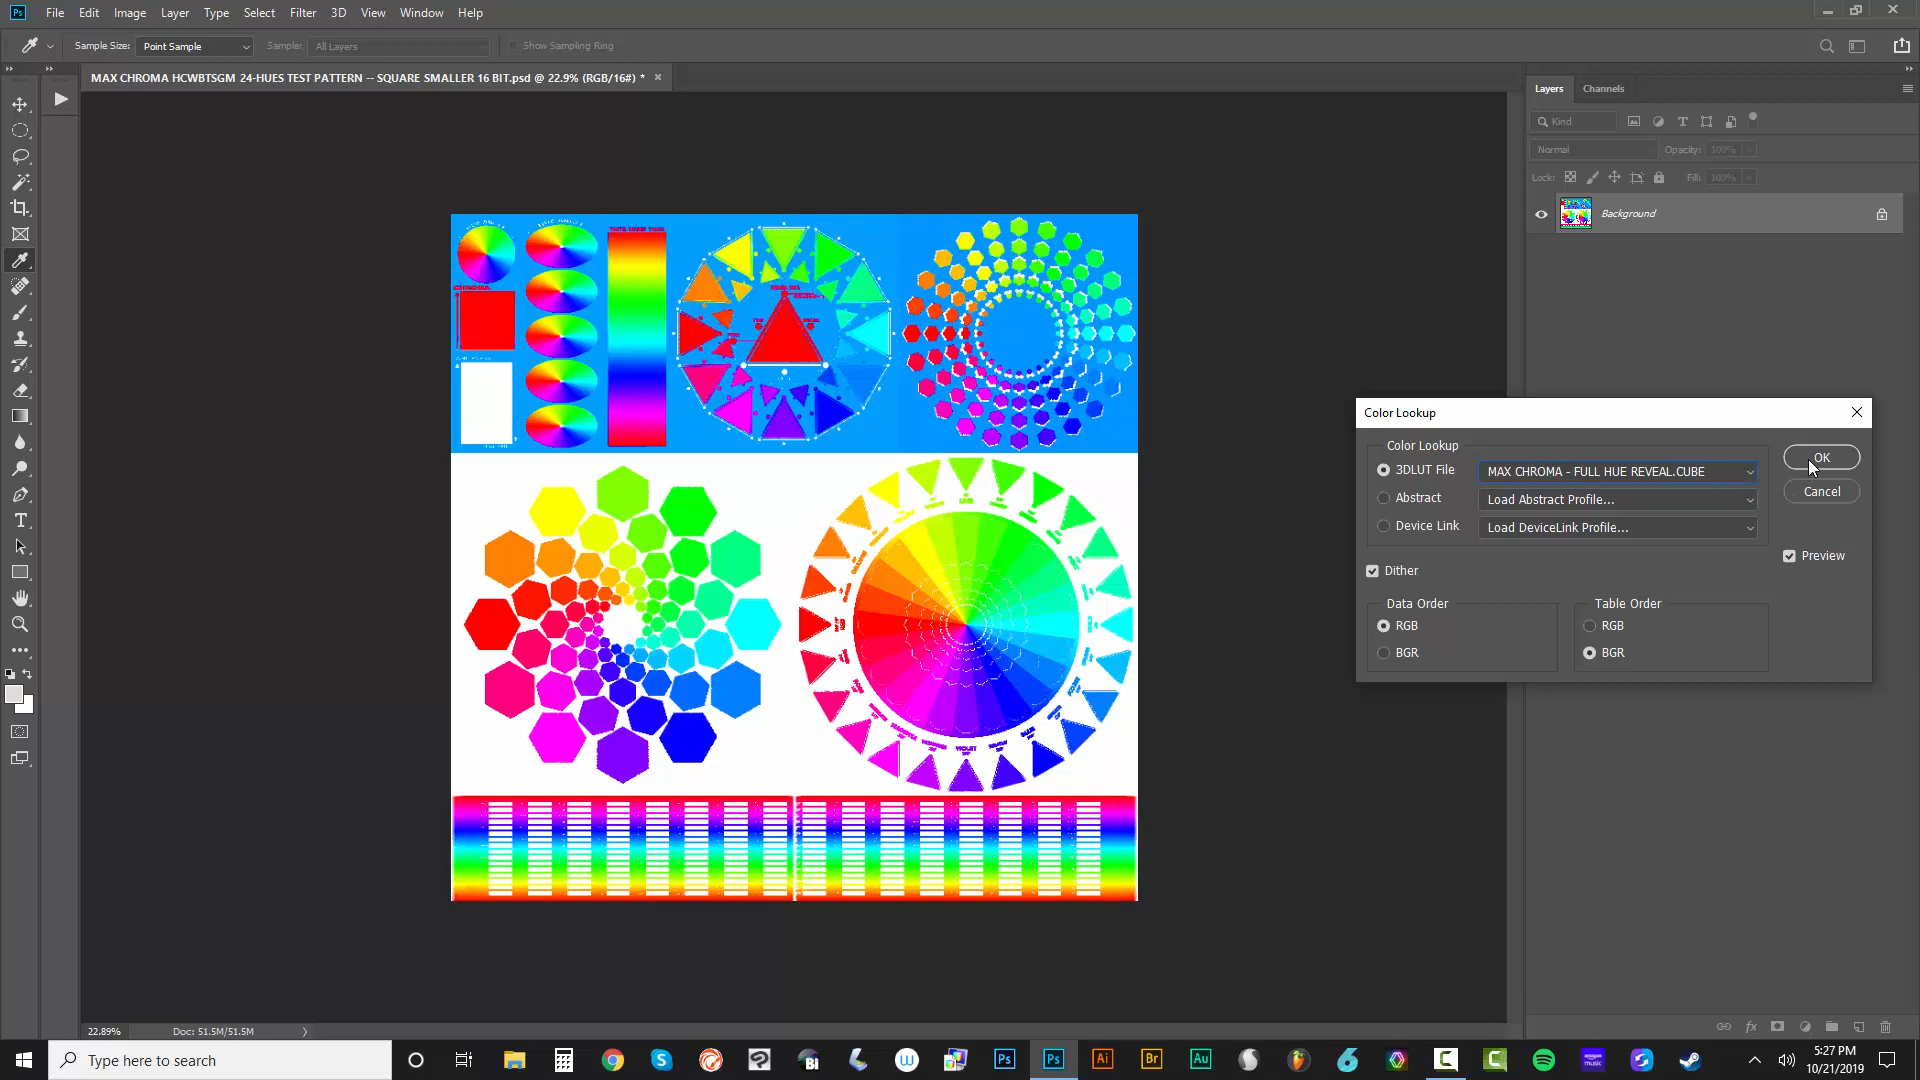 File Edit Image Layer Type Select Filter 3D View Window Help
Sample Size: Point Sample Sample: All Layers Show Sampling Ring
MAX CHROMA HCWBTSGM 24-HUES TEST PATTERN -- SQUARE SMALLER 16 BIT.psd @ 22.9% (RGB/16#) *
Layers Channels
Kind
Normal Opacity: 100%
Lock: Fill: 100%
Background
CHROMA
VIOLET
Color Lookup
Color Lookup
3DLUT File MAX CHROMA - FULL HUE REVEAL.CUBE
Abstract Load Abstract Profile...
Device Link Load DeviceLink Profile...
OK
Cancel
Preview
Dither
Data Order
RGB
BGR
Table Order
RGB
BGR
22.89% Doc: 51.5M/51.5M
Type here to search
5:27 PM
10/21/2019